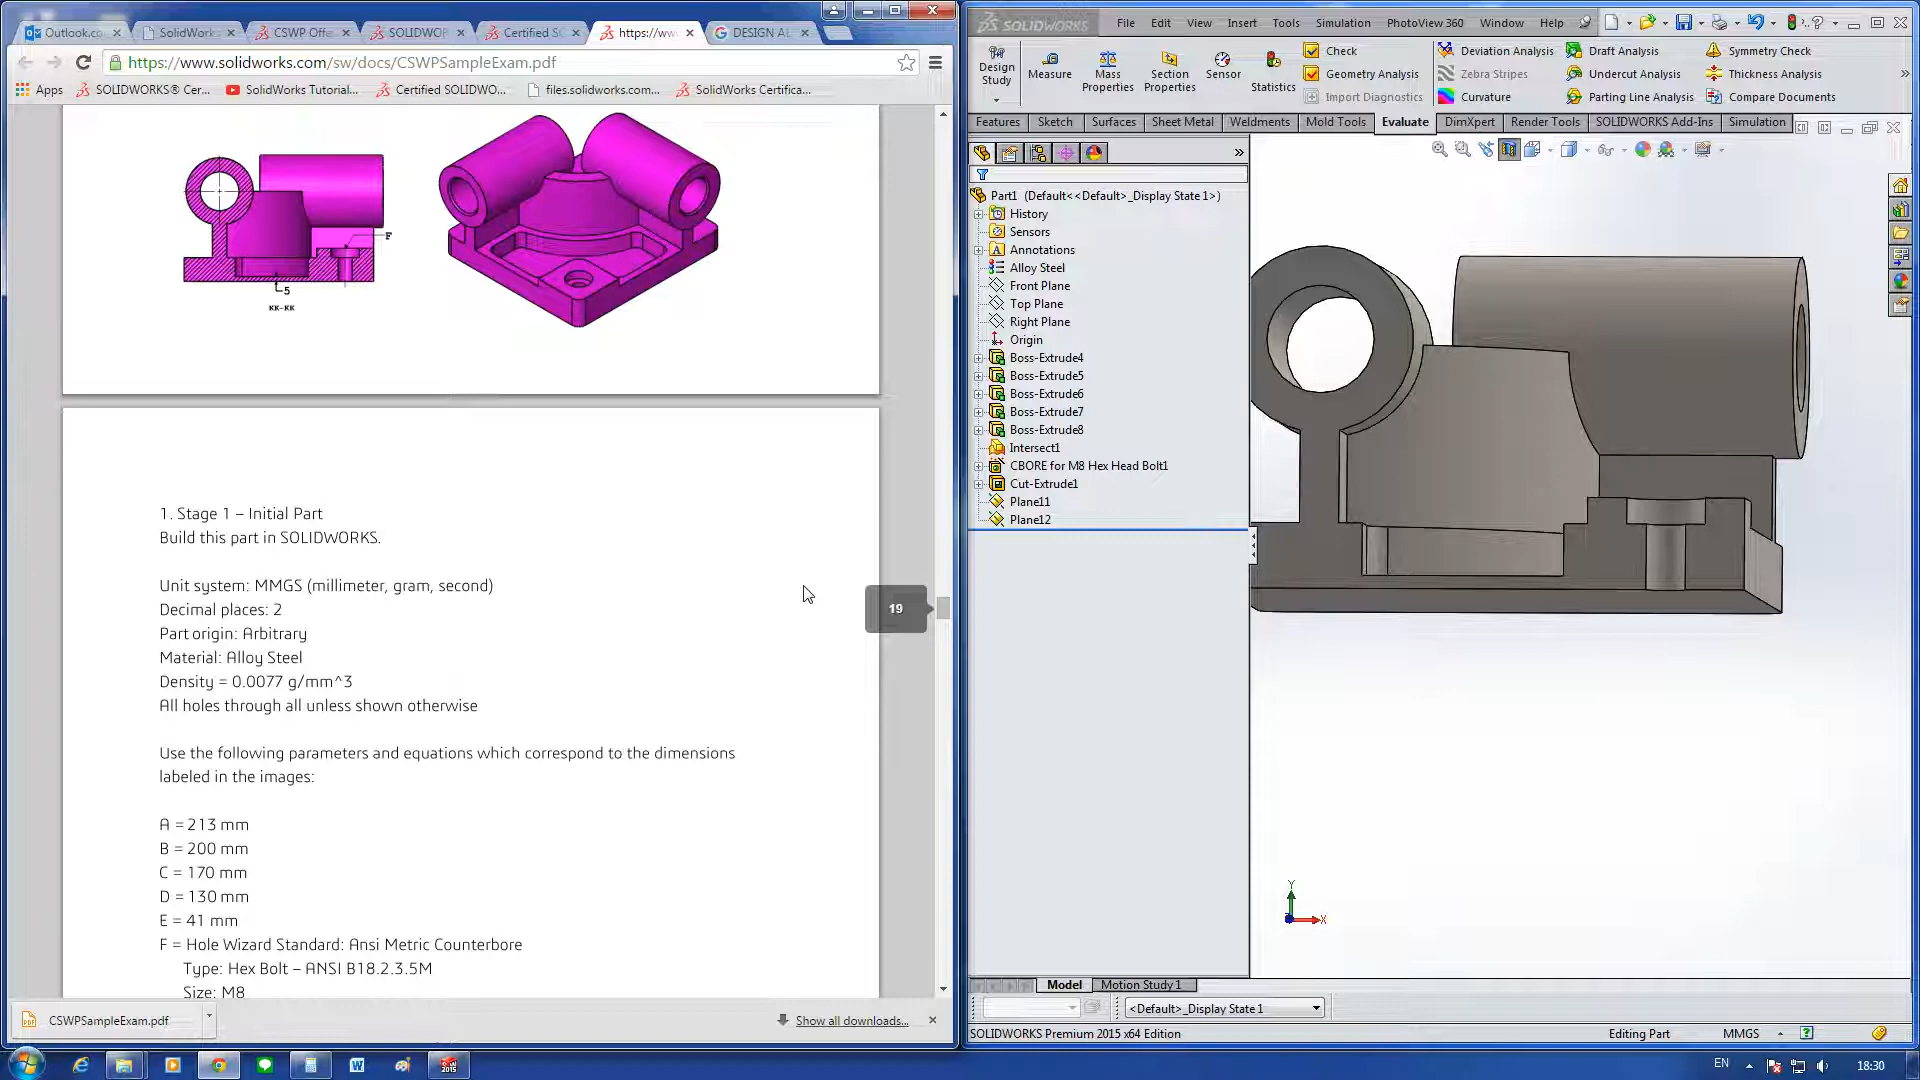 Outlook.co
SolidWork
CSWP Offe
SOLIDWOR
Certified SO
https://ww
DESIGN AL
https://www.solidworks.com/sw/docs/CSWPSampleExam.pdf
Apps
SOLIDWORKS® Cer...
SolidWorks Tutorial...
Certified SOLIDWO...
files.solidworks.com...
SolidWorks Certifica...
F
5
KK-KK
1. Stage 1 – Initial Part
Build this part in SOLIDWORKS.
Unit system: MMGS (millimeter, gram, second)
Decimal places: 2
Part origin: Arbitrary
Material: Alloy Steel
Density = 0.0077 g/mm^3
All holes through all unless shown otherwise
Use the following parameters and equations which correspond to the dimensions
labeled in the images:
A = 213 mm
B = 200 mm
C = 170 mm
D = 130 mm
E = 41 mm
F = Hole Wizard Standard: Ansi Metric Counterbore
Type: Hex Bolt – ANSI B18.2.3.5M
Size: M8
19
CSWPSampleExam.pdf
Show all downloads...
SOLIDWORKS
File Edit View Insert Tools Simulation PhotoView 360 Window Help
Design
Study
Measure
Mass
Properties
Section
Properties
Sensor
Statistics
Check
Geometry Analysis
Import Diagnostics
Deviation Analysis
Zebra Stripes
Curvature
Draft Analysis
Undercut Analysis
Parting Line Analysis
Symmetry Check
Thickness Analysis
Compare Documents
Features Sketch Surfaces Sheet Metal Weldments Mold Tools Evaluate DimXpert Render Tools SOLIDWORKS Add-Ins Simulation
Part1 (Default<<Default>_Display State 1>)
History
Sensors
Annotations
Alloy Steel
Front Plane
Top Plane
Right Plane
Origin
Boss-Extrude4
Boss-Extrude5
Boss-Extrude6
Boss-Extrude7
Boss-Extrude8
Intersect1
CBORE for M8 Hex Head Bolt1
Cut-Extrude1
Plane11
Plane12
Y
X
Model
Motion Study 1
<Default>_Display State 1
SOLIDWORKS Premium 2015 x64 Edition
Editing Part
MMGS
2015
EN
18:30